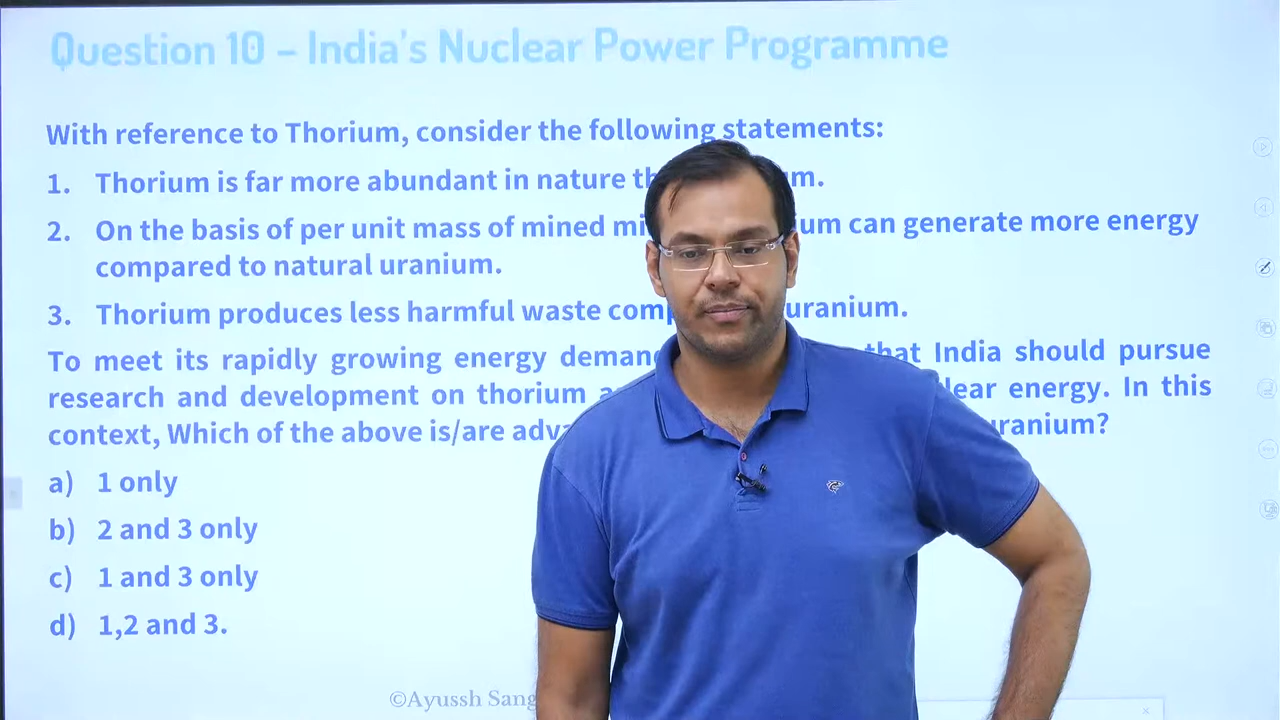 Question 10 – India's Nuclear Power Programme
With reference to Thorium, consider the following statements:
1. Thorium is far more abundant in nature
2. On the basis of per unit mass of mined can generate more energy
compared to natural uranium.
3. Thorium produces less harmful waste uranium.
To meet its rapidly growing energy that India should pursue
research and development on thorium energy. In this
context, Which of the above is/are uranium?
a) 1 only
b) 2 and 3 only
c) 1 and 3 only
d) 1,2 and 3.
©Ayussh